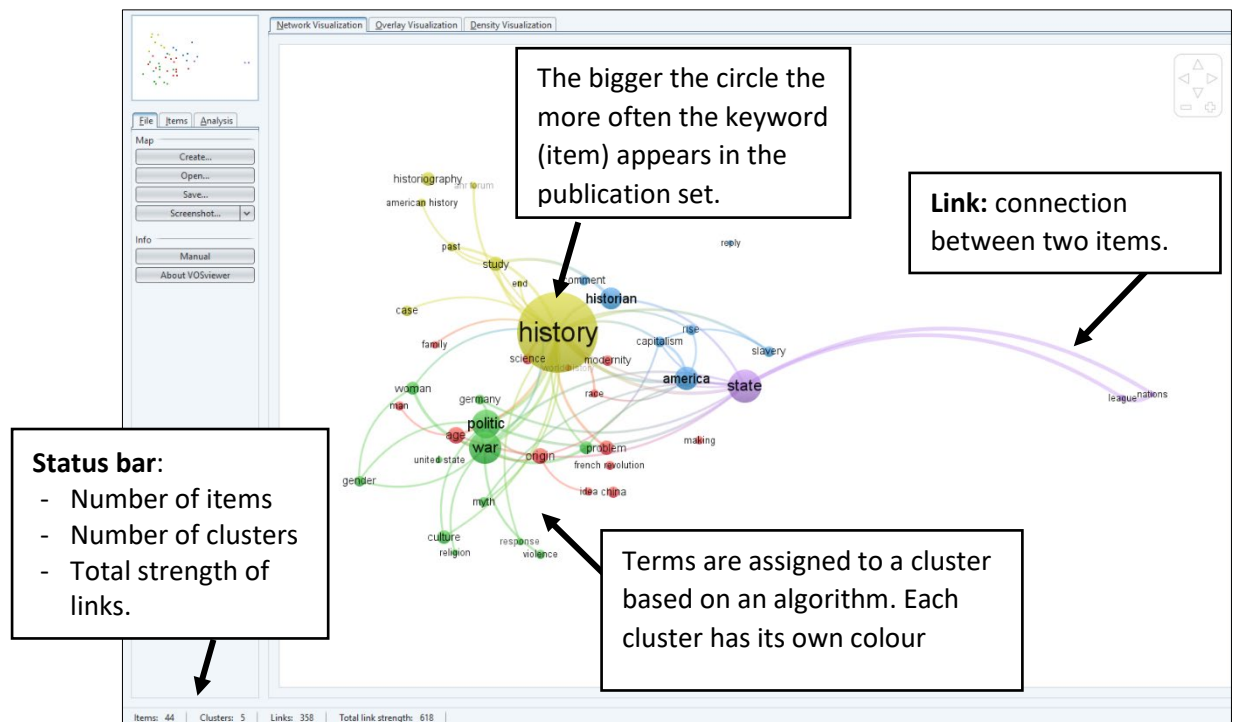 Network Visualization Overlay Visualization Density Visualization
The bigger the circle the
more often the keyword
(item) appears in the
publication set.
File Items Analysis
Map
Create...
Open...
Save...
Screenshot...
Info
Manual
About VOSviewer
Link: connection
between two items.
historiography
ahr forum
american history
past
study
end
comment
historian
reply
case
history
family
science
world history
modernity
rise
capitalism
slavery
america
state
league
nations
woman
man
germany
race
politic
age
war
united state
origin
problem
making
french revolution
gender
idea
china
myth
culture
religion
response
violence
Status bar:
- Number of items
- Number of clusters
- Total strength of
links.
Terms are assigned to a cluster
based on an algorithm. Each
cluster has its own colour
Items: 44 Clusters: 5 Links: 358 Total link strength: 618